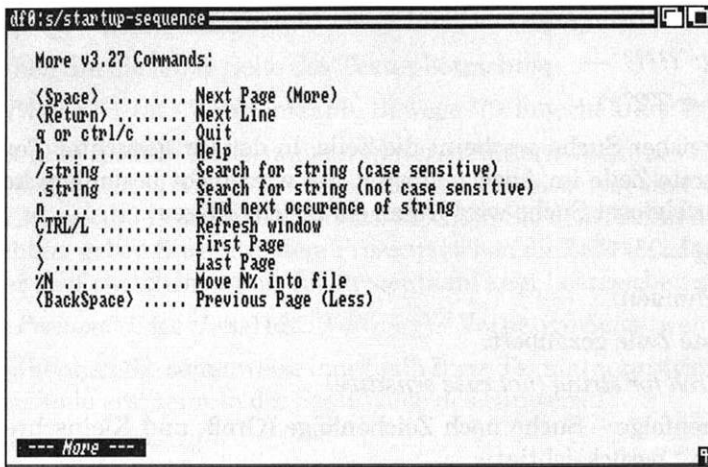 df0:s/startup-sequence
More v3.27 Commands:
<Space> ......... Next Page (More)
<Return> ........ Next Line
q or ctrl/c ..... Quit
h ............... Help
/string ......... Search for string (case sensitive)
.string ......... Search for string (not case sensitive)
n ............... Find next occurence of string
CTRL/L .......... Refresh window
< ............... First Page
> ............... Last Page
%N .............. Move N% into file
<BackSpace> ..... Previous Page (Less)
--- More ---